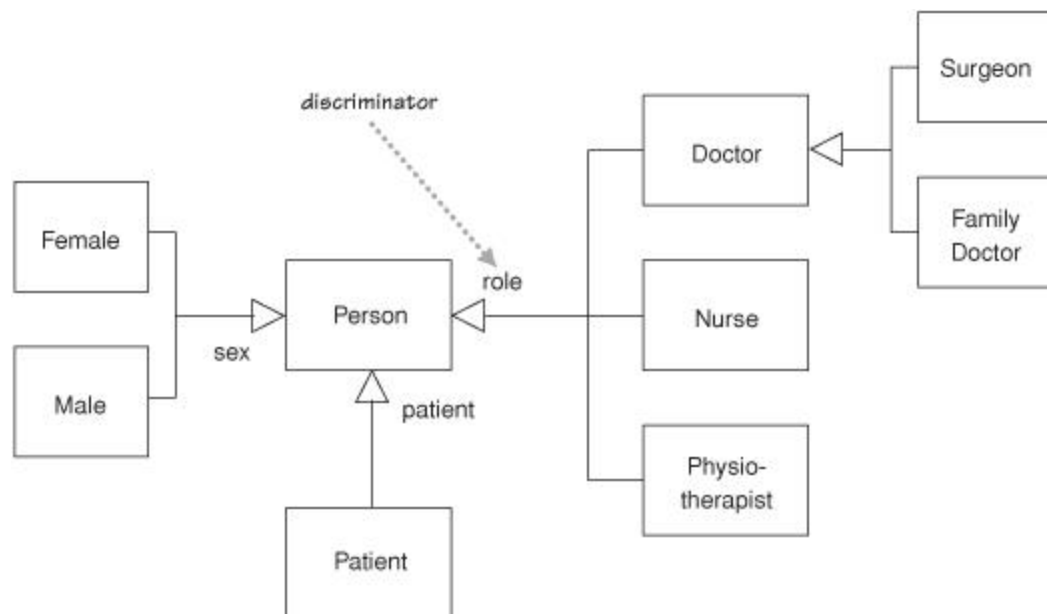 Surgeon
discriminator
Doctor
Female
Family
Doctor
role
Person
Nurse
sex
Male
patient
Physio-
therapist
Patient